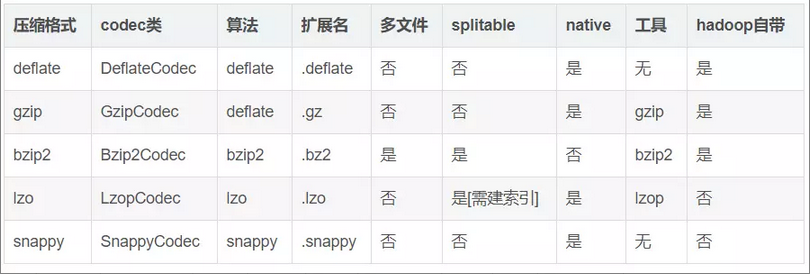 压缩格式 codec类 算法 扩展名 多文件 splitable native 工具 hadoop自带
deflate DeflateCodec deflate .deflate 否 否 是 无 是
gzip GzipCodec deflate .gz 否 否 是 gzip 是
bzip2 Bzip2Codec bzip2 .bz2 是 是 否 bzip2 是
lzo LzopCodec lzo .lzo 否 是[需建索引] 是 lzop 否
snappy SnappyCodec snappy .snappy 否 否 是 无 否